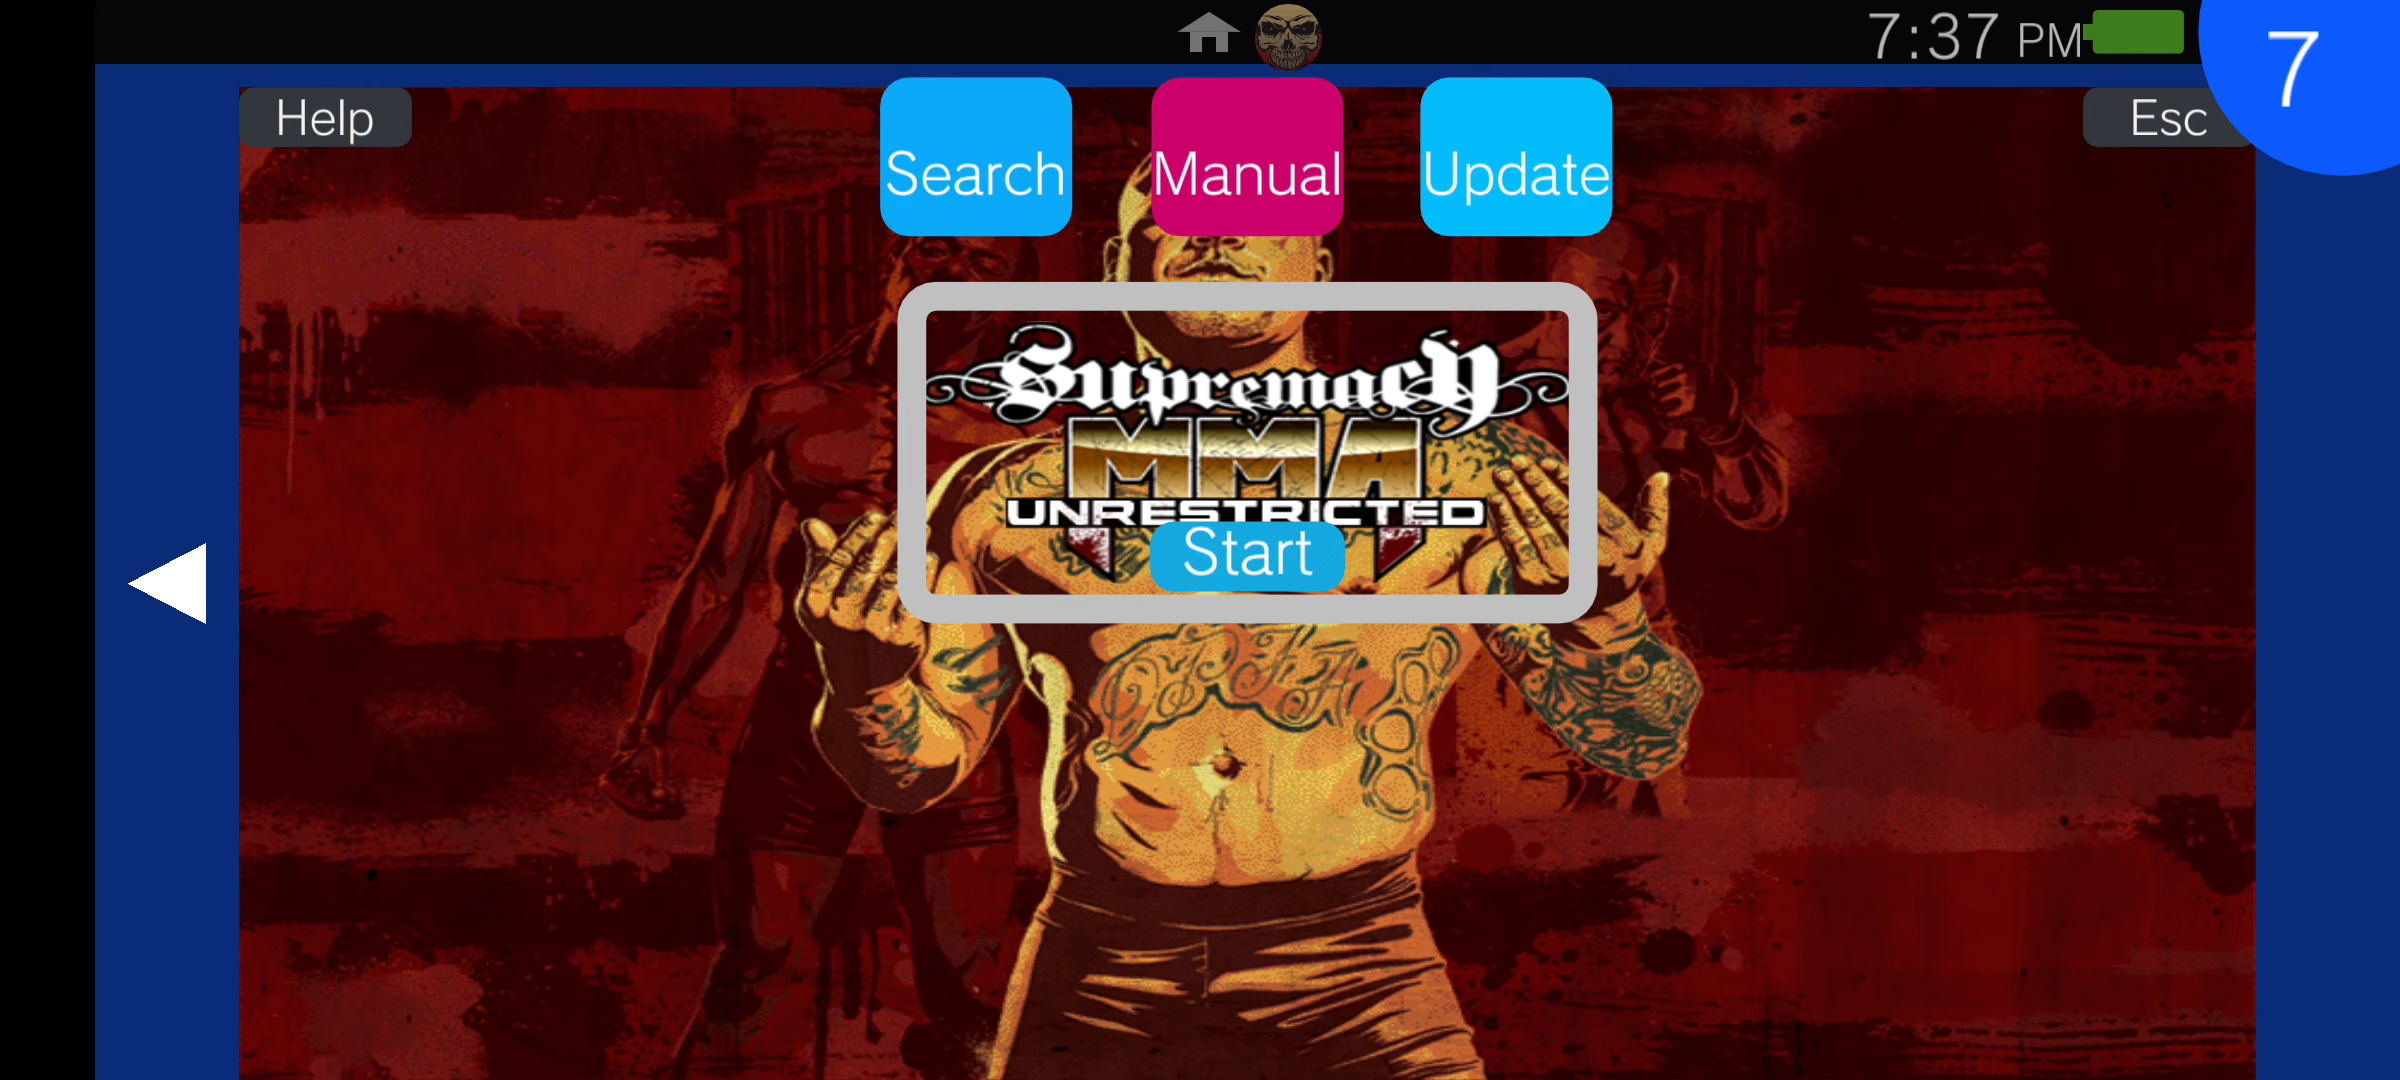 7:37 PM
7
Help
Esc
Search
Manual
Update
Supremacy
MMA
UNRESTRICTED
Start